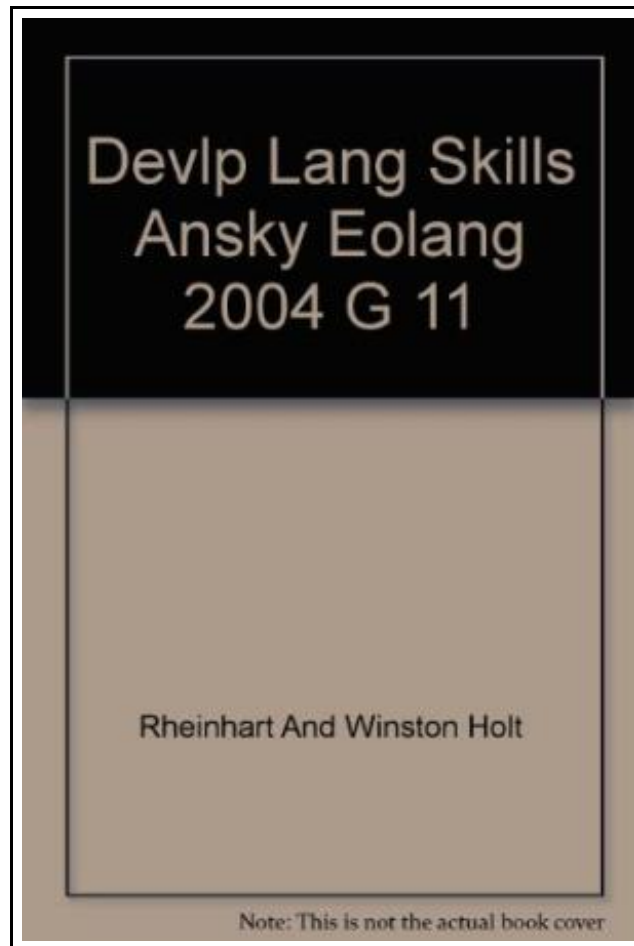 Devlp Lang Skills
Ansky Eolang
2004 G 11
Rheinhart And Winston Holt
Note: This is not the actual book cover